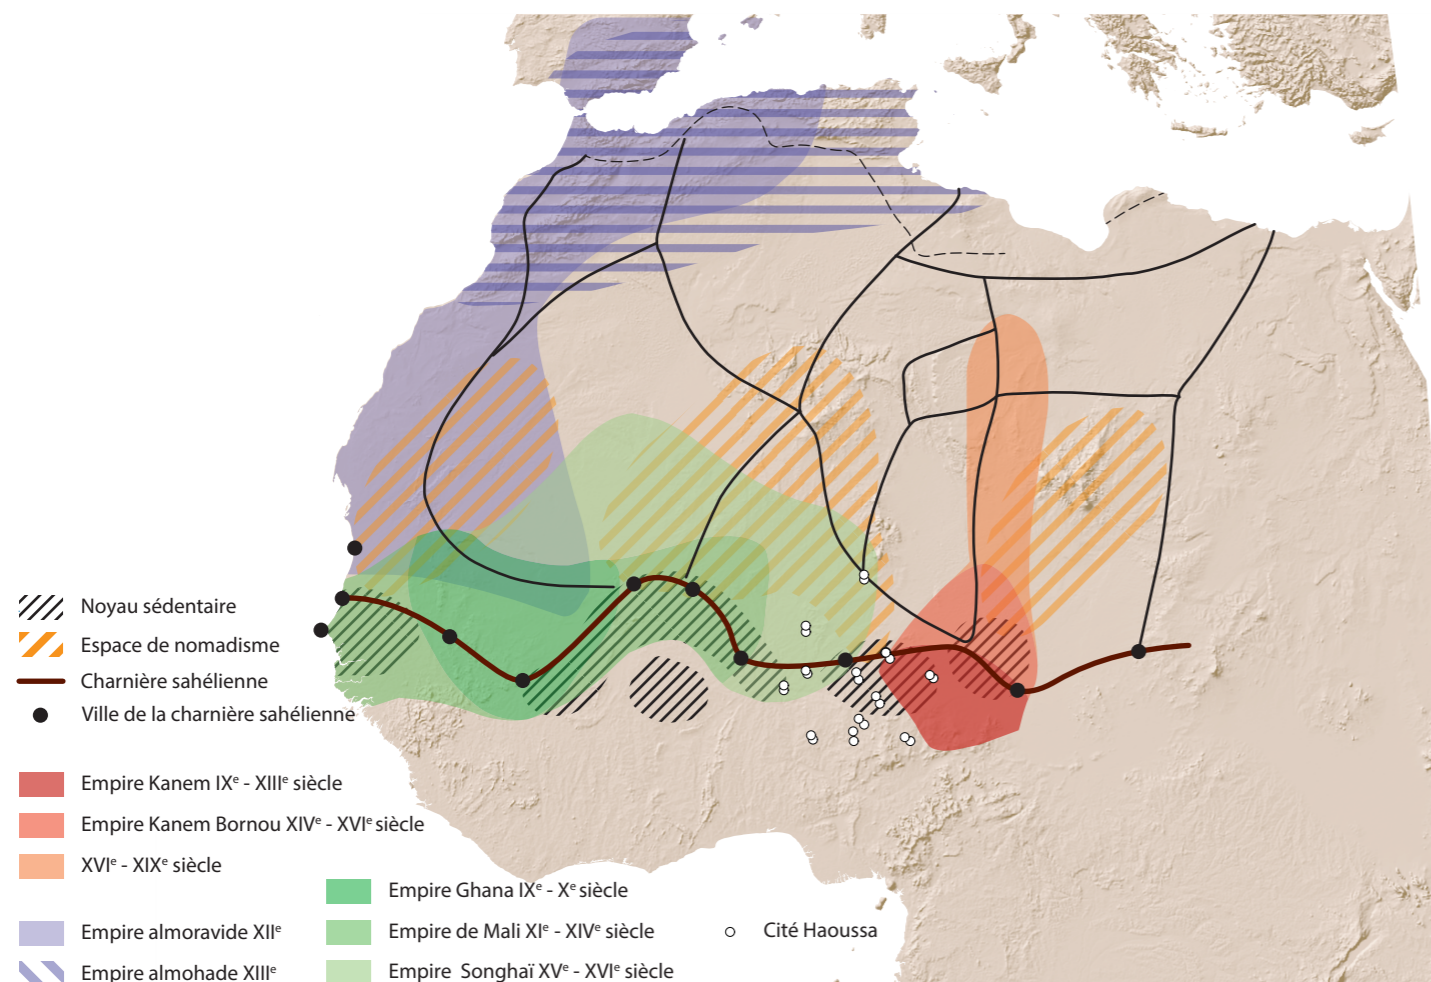 Noyau sédentaire
Espace de nomadisme
Charnière sahélienne
Ville de la charnière sahélienne
Empire Kanem IXᵉ - XIIIᵉ siècle
Empire Kanem Bornou XIVᵉ - XVIᵉ siècle
XVIᵉ - XIXᵉ siècle
Empire almoravide XIIᵉ
Empire almohade XIIIᵉ
Empire Ghana IXᵉ - Xᵉ siècle
Empire de Mali XIᵉ - XIVᵉ siècle
Empire Songhaï XVᵉ - XVIᵉ siècle
Cité Haoussa